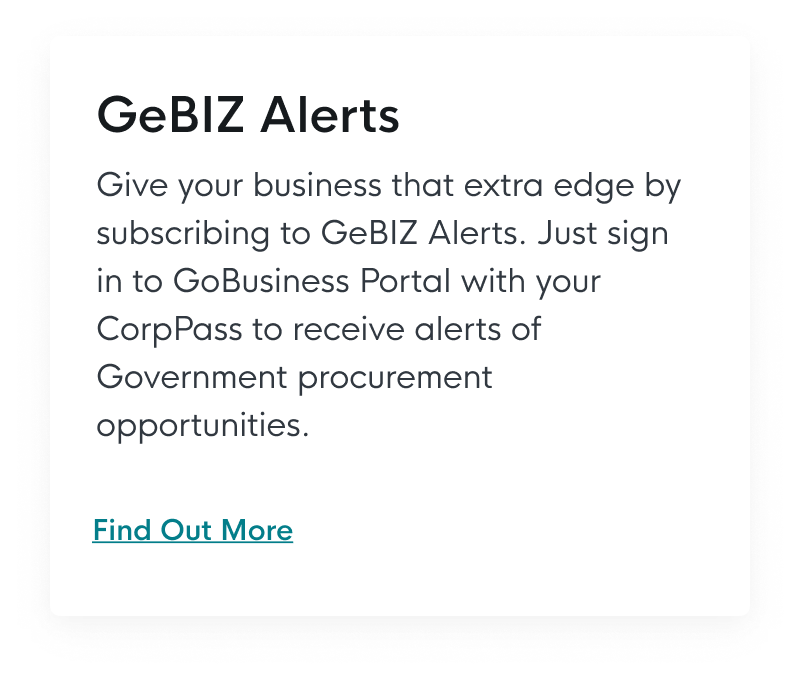 GeBIZ Alerts
Give your business that extra edge by
subscribing to GeBIZ Alerts. Just sign
in to GoBusiness Portal with your
CorpPass to receive alerts of
Government procurement
opportunities.
Find Out More